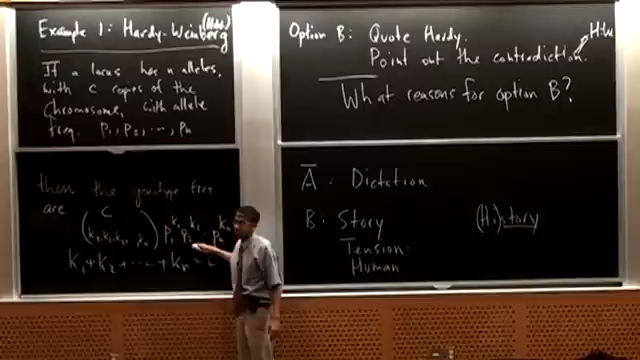 Example 1: Hardy-Weinberg
If a locus has n alleles,
with c copies of the
chromosome, with allele
freq. p₁, p₂, ..., pₙ
then the genotype freq
are
K₁ + K₂ + ... + Kₙ = c
Option B: Quote Hardy.
Point out the contradiction
H-W
What reasons for option B?
A: Dictation
B: Story
Tension
Human
(Hi)story